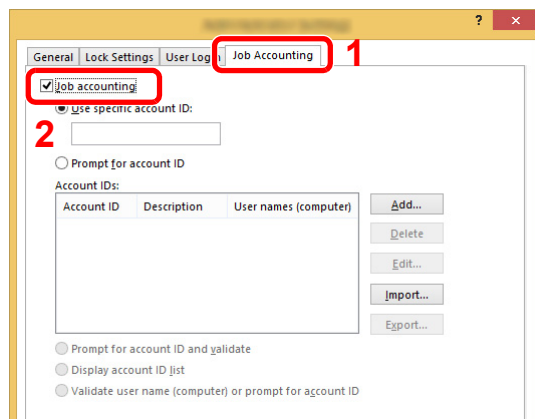 ?
General Lock Settings User Login Job Accounting 1
Job accounting
Use specific account ID:
2
Prompt for account ID
Account IDs:
Account ID Description User names (computer) Add...
Delete
Edit...
Import...
Export...
Prompt for account ID and validate
Display account ID list
Validate user name (computer) or prompt for account ID